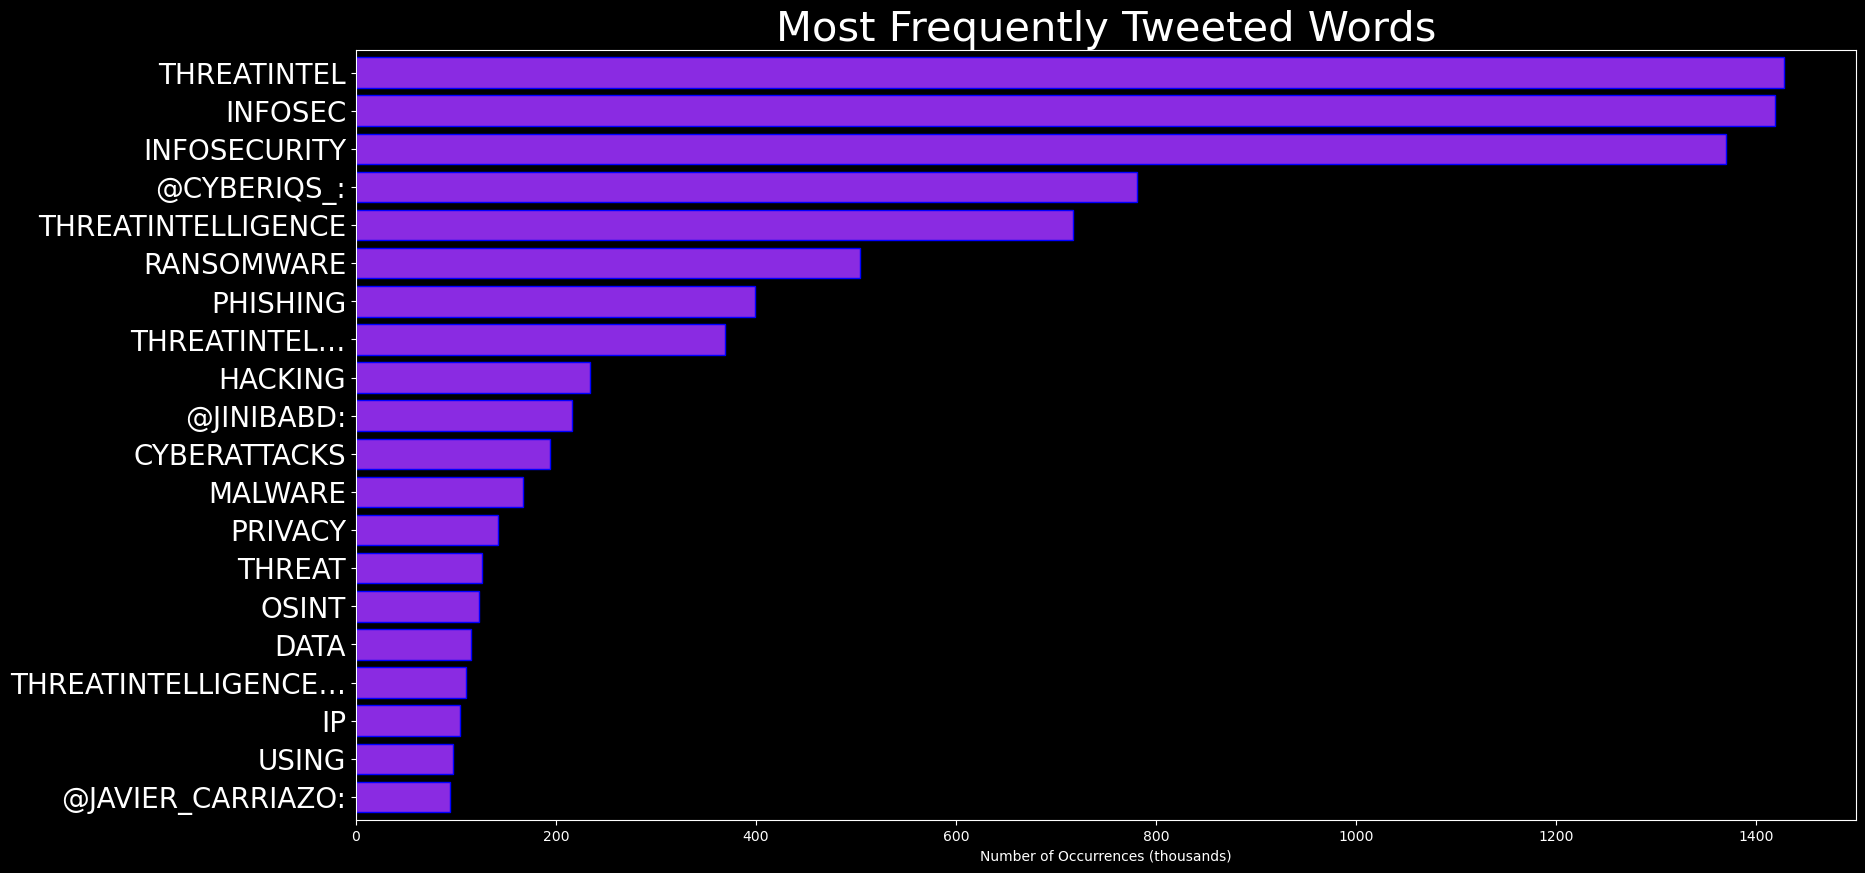 Most Frequently Tweeted Words
THREATINTEL
INFOSEC
INFOSECURITY
@CYBERIQS_:
THREATINTELLIGENCE
RANSOMWARE
PHISHING
THREATINTEL…
HACKING
@JINIBABD:
CYBERATTACKS
MALWARE
PRIVACY
THREAT
OSINT
DATA
THREATINTELLIGENCE…
IP
USING
@JAVIER_CARRIAZO:
0 200 400 600 800 1000 1200 1400
Number of Occurrences (thousands)